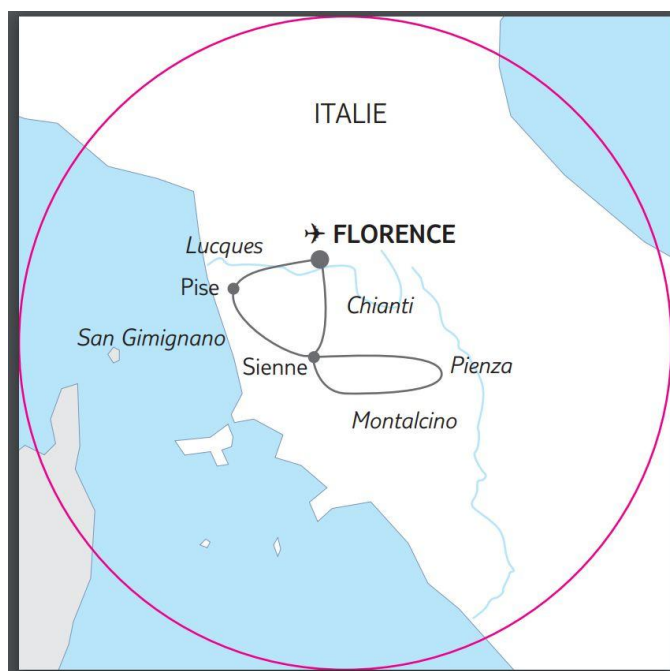 ITALIE
✈ FLORENCE
Lucques
Pise
Chianti
San Gimignano
Sienne
Pienza
Montalcino